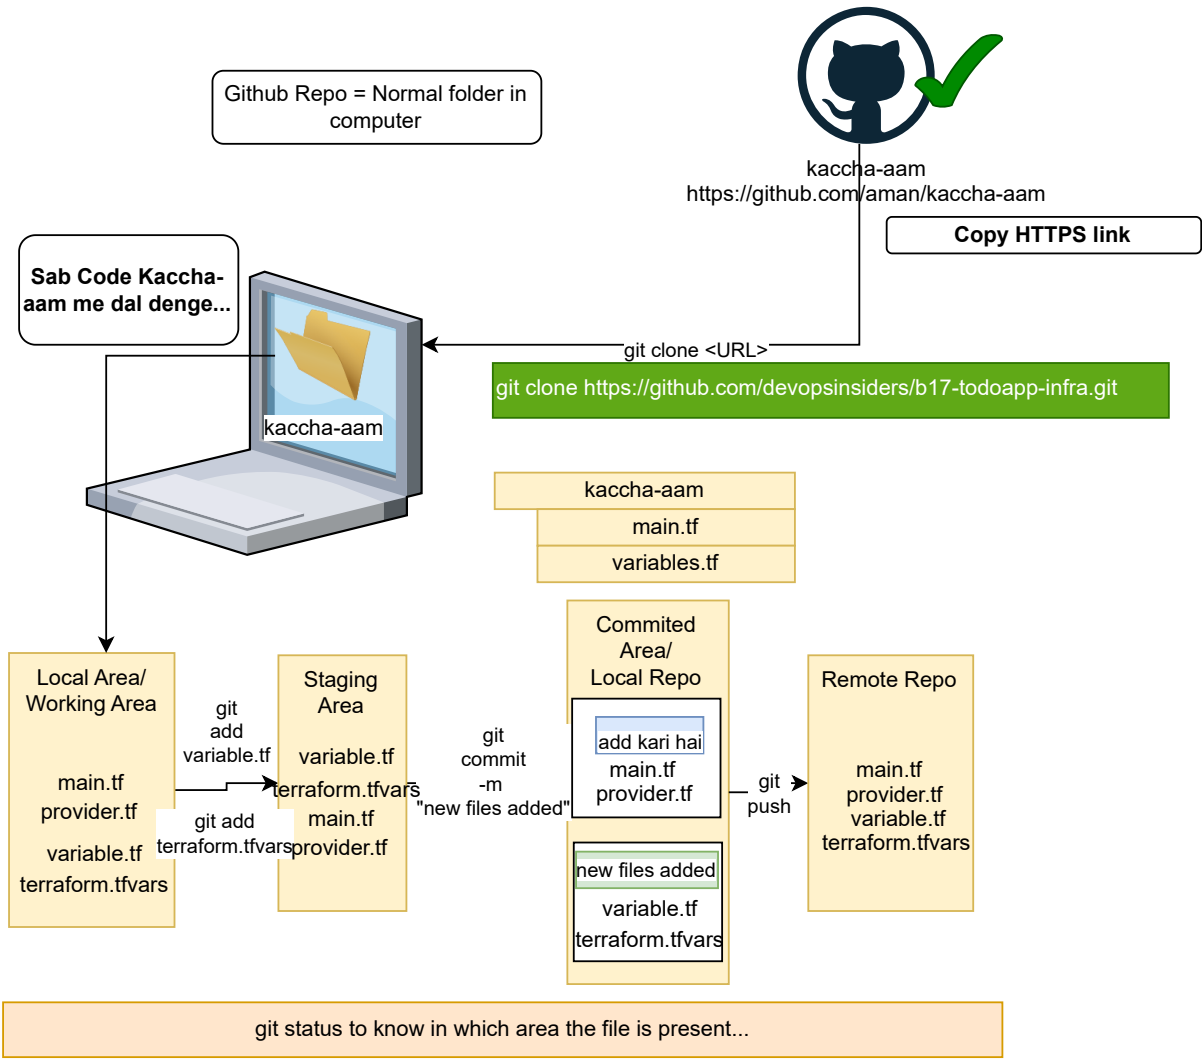 Github Repo = Normal folder in
computer
kaccha-aam
https://github.com/aman/kaccha-aam
Copy HTTPS link
Sab Code Kaccha-
aam me dal denge...
git clone <URL>
git clone https://github.com/devopsinsiders/b17-todoapp-infra.git
kaccha-aam
kaccha-aam
main.tf
variables.tf
Local Area/
Working Area
main.tf
provider.tf
variable.tf
terraform.tfvars
git
add
variable.tf
git add
terraform.tfvars
Staging
Area
variable.tf
terraform.tfvars
main.tf
provider.tf
git
commit
-m
"new files added"
Commited
Area/
Local Repo
add kari hai
main.tf
provider.tf
new files added
variable.tf
terraform.tfvars
git
push
Remote Repo
main.tf
provider.tf
variable.tf
terraform.tfvars
git status to know in which area the file is present...